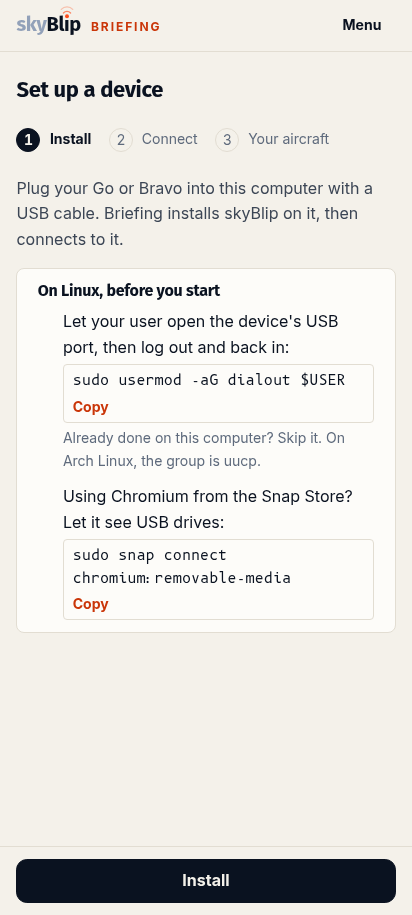 skyBlip BRIEFING
Menu
Set up a device
1 Install 2 Connect 3 Your aircraft
Plug your Go or Bravo into this computer with a
USB cable. Briefing installs skyBlip on it, then
connects to it.
On Linux, before you start
Let your user open the device's USB
port, then log out and back in:
sudo usermod -aG dialout $USER
Copy
Already done on this computer? Skip it. On
Arch Linux, the group is uucp.
Using Chromium from the Snap Store?
Let it see USB drives:
sudo snap connect
chromium:removable-media
Copy
Install